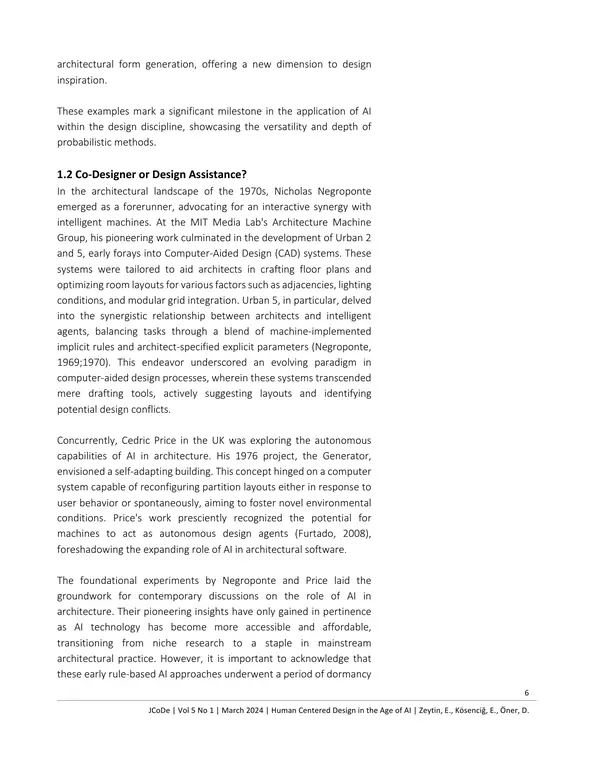 architectural form generation, offering a new dimension to design
inspiration.
These examples mark a significant milestone in the application of AI
within the design discipline, showcasing the versatility and depth of
probabilistic methods.
1.2 Co-Designer or Design Assistance?
In the architectural landscape of the 1970s, Nicholas Negroponte
emerged as a forerunner, advocating for an interactive synergy with
intelligent machines. At the MIT Media Lab's Architecture Machine
Group, his pioneering work culminated in the development of Urban 2
and 5, early forays into Computer-Aided Design (CAD) systems. These
systems were tailored to aid architects in crafting floor plans and
optimizing room layouts for various factors such as adjacencies, lighting
conditions, and modular grid integration. Urban 5, in particular, delved
into the synergistic relationship between architects and intelligent
agents, balancing tasks through a blend of machine-implemented
implicit rules and architect-specified explicit parameters (Negroponte,
1969;1970). This endeavor underscored an evolving paradigm in
computer-aided design processes, wherein these systems transcended
mere drafting tools, actively suggesting layouts and identifying
potential design conflicts.
Concurrently, Cedric Price in the UK was exploring the autonomous
capabilities of AI in architecture. His 1976 project, the Generator,
envisioned a self-adapting building. This concept hinged on a computer
system capable of reconfiguring partition layouts either in response to
user behavior or spontaneously, aiming to foster novel environmental
conditions. Price's work presciently recognized the potential for
machines to act as autonomous design agents (Furtado, 2008),
foreshadowing the expanding role of AI in architectural software.
The foundational experiments by Negroponte and Price laid the
groundwork for contemporary discussions on the role of AI in
architecture. Their pioneering insights have only gained in pertinence
as AI technology has become more accessible and affordable,
transitioning from niche research to a staple in mainstream
architectural practice. However, it is important to acknowledge that
these early rule-based AI approaches underwent a period of dormancy
6
JCoDe | Vol 5 No 1 | March 2024 | Human Centered Design in the Age of AI | Zeytin, E., Kösenciğ, E., Öner, D.